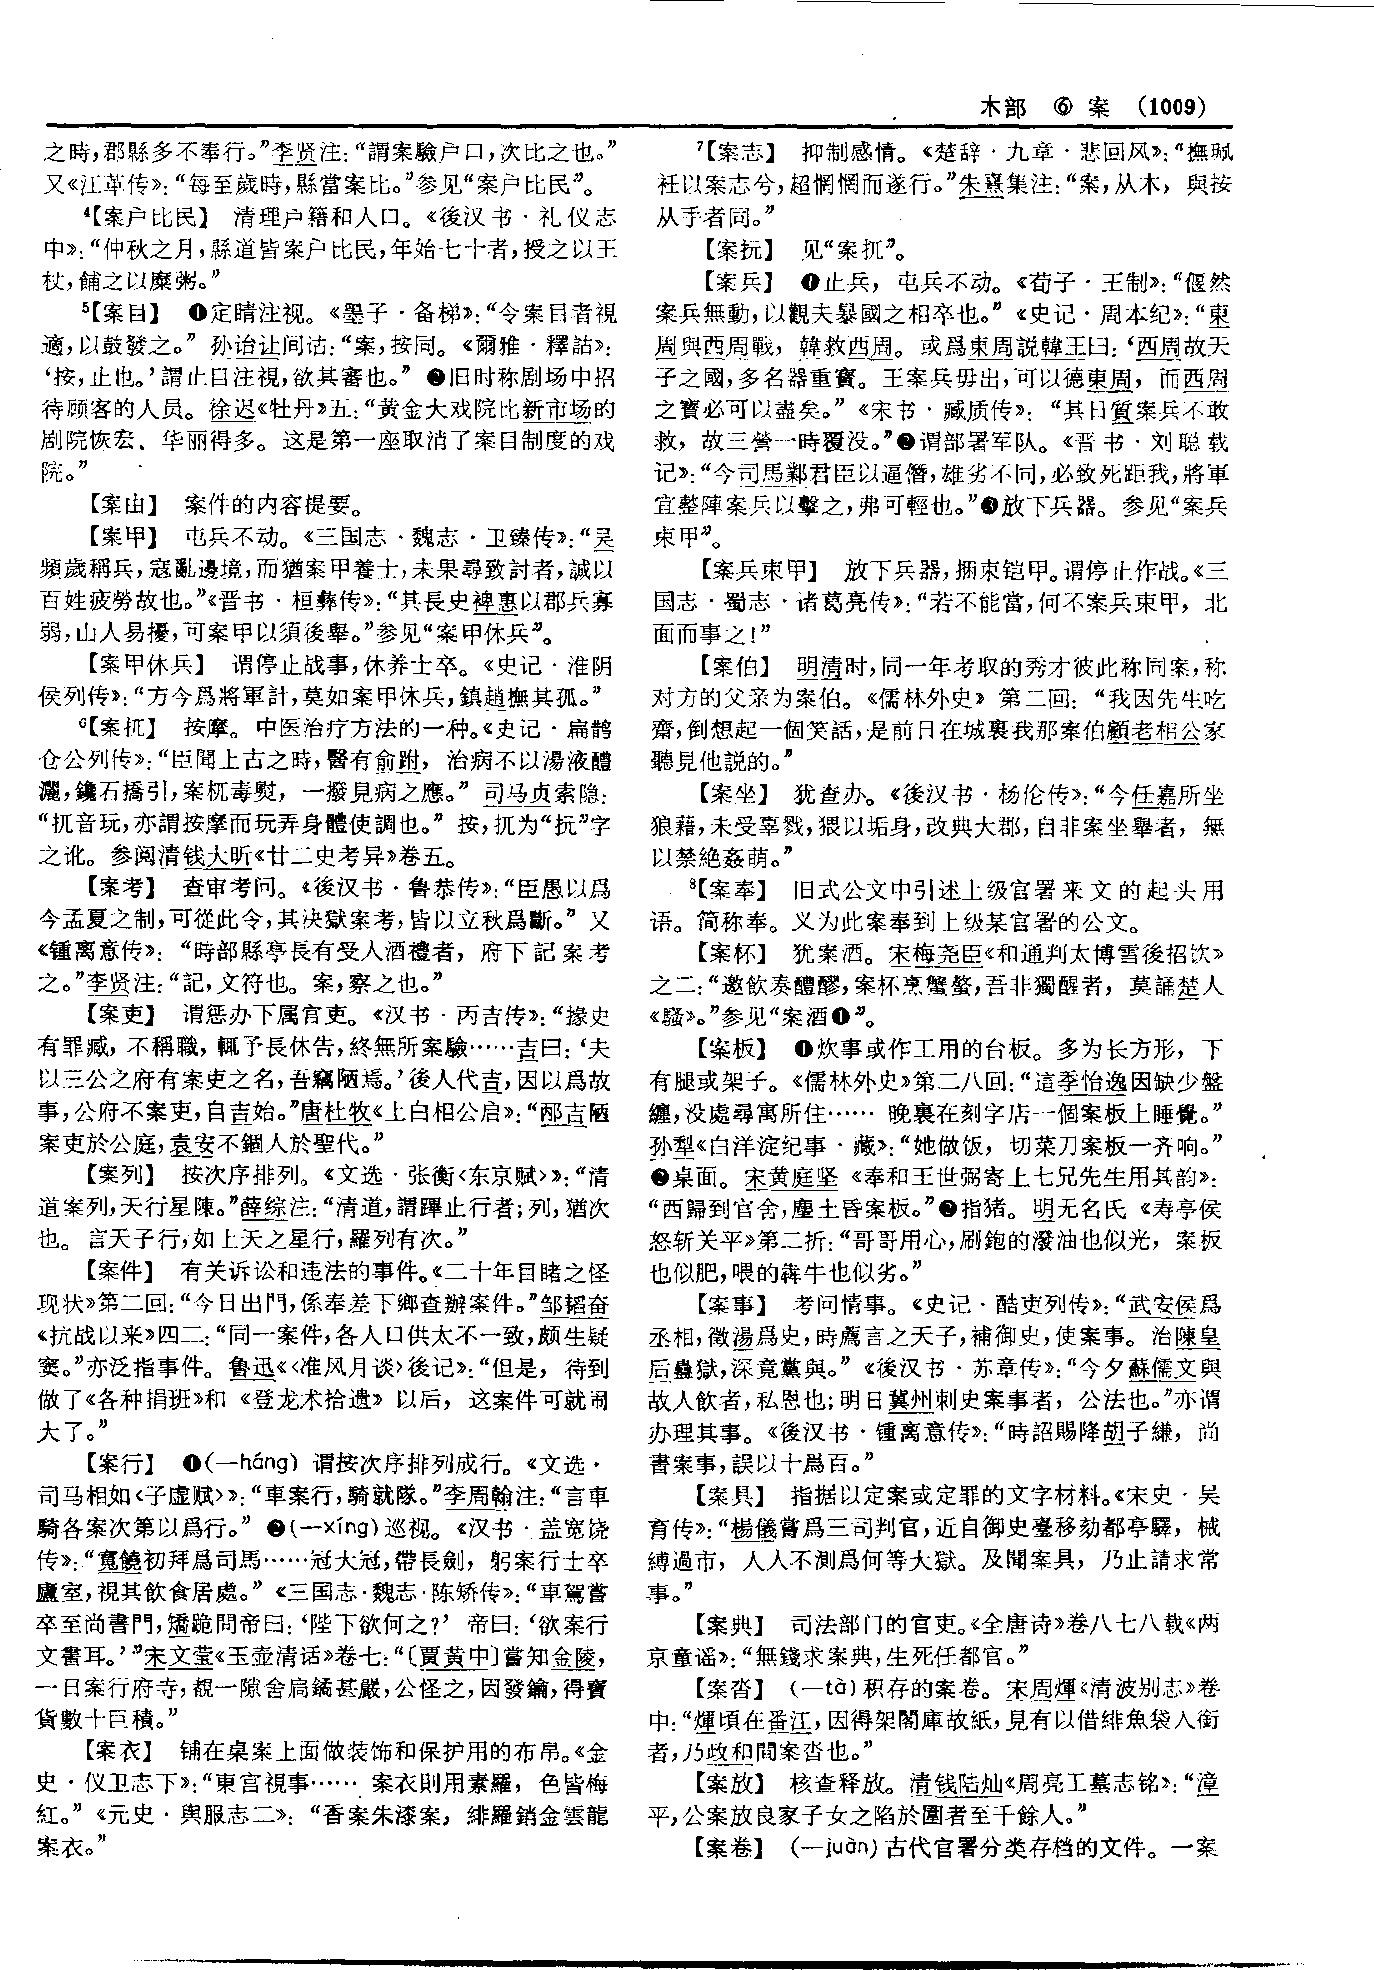 木部 ⑥ 案 （1009）
之時，郡縣多不奉行。”李贤注：“謂案驗户口，次比之也。”
又《江革传》：“每至歲時，縣當案比。”参见“案户比民”。
⁴【案户比民】 清理户籍和人口。《後汉书·礼仪志
中》：“仲秋之月，縣道皆案户比民，年始七十者，授之以王
杖，餔之以糜粥。”
⁵【案目】 ❶定睛注视。《墨子·备梯》：“令案目者視
適，以鼓發之。” 孙诒让间诂：“案，按同。《爾雅·釋詁》：
‘按，止也。’謂止目注視，欲其審也。” ❷旧时称剧场中招
待顾客的人员。徐迟《牡丹》五：“黄金大戏院比新市场的
剧院恢宏、华丽得多。这是第一座取消了案目制度的戏
院。”
【案由】 案件的内容提要。
【案甲】 屯兵不动。《三国志·魏志·卫臻传》：“吴
頻歲稱兵，寇亂邊境，而猶案甲養士，未果尋致討者，誠以
百姓疲勞故也。”《晋书·桓彝传》：“其長史裨惠以郡兵寡
弱，山人易擾，可案甲以須後舉。”参见“案甲休兵”。
【案甲休兵】 谓停止战事，休养士卒。《史记·淮阴
侯列传》：“方今爲將軍計，莫如案甲休兵，鎮趙撫其孤。”
⁶【案扤】 按摩。中医治疗方法的一种。《史记·扁鹊
仓公列传》：“臣聞上古之時，醫有俞跗，治病不以湯液醴
灑，鑱石撟引，案扤毒熨，一撥見病之應。” 司马贞索隐：
“扤音玩，亦謂按摩而玩弄身體使調也。” 按，扤为“抏”字
之讹。参阅清钱大昕《廿二史考异》卷五。
【案考】 查审考问。《後汉书·鲁恭传》：“臣愚以爲
今孟夏之制，可從此令，其决獄案考，皆以立秋爲斷。” 又
《锺离意传》：“時部縣亭長有受人酒禮者，府下記案考
之。”李贤注：“記，文符也。案，察之也。”
【案吏】 谓惩办下属官吏。《汉书·丙吉传》：“掾史
有罪臧，不稱職，輒予長休告，終無所案驗……吉曰：‘夫
以三公之府有案吏之名，吾竊陋焉。’後人代吉，因以爲故
事，公府不案吏，自吉始。”唐杜牧《上白相公启》：“邴吉陋
案吏於公庭，袁安不錮人於聖代。”
【案列】 按次序排列。《文选·张衡〈东京赋〉》：“清
道案列，天行星陳。”薛综注：“清道，謂蹕止行者；列，猶次
也。言天子行，如上天之星行，羅列有次。”
【案件】 有关诉讼和违法的事件。《二十年目睹之怪
现状》第二回：“今日出門，係奉差下鄉查辦案件。”邹韬奋
《抗战以来》四二：“同一案件，各人口供太不一致，颇生疑
窦。”亦泛指事件。鲁迅《〈准风月谈〉後记》：“但是，待到
做了《各种捐班》和《登龙术拾遗》以后，这案件可就闹
大了。”
【案行】 ❶（—háng）谓按次序排列成行。《文选·
司马相如〈子虚赋〉》：“車案行，騎就隊。”李周翰注：“言車
騎各案次第以爲行。” ❷（—xíng）巡视。《汉书·盖宽饶
传》：“寬饒初拜爲司馬……冠大冠，帶長劍，躬案行士卒
廬室，視其飲食居處。”《三国志·魏志·陈矫传》：“車駕嘗
卒至尚書門，矯跪問帝曰：‘陛下欲何之？’ 帝曰：‘欲案行
文書耳。’”宋文莹《玉壶清话》卷七：“〔賈黄中〕嘗知金陵，
一日案行府寺，覩一隙舍扃鐍甚嚴，公怪之，因發鑰，得寶
貨數十巨積。”
【案衣】 铺在桌案上面做装饰和保护用的布帛。《金
史·仪卫志下》：“東宫視事……案衣則用素羅，色皆梅
紅。”《元史·舆服志二》：“香案朱漆案，緋羅銷金雲龍
案衣。”
⁷【案志】 抑制感情。《楚辞·九章·悲回风》：“撫珮
衽以案志兮，超惘惘而遂行。”朱熹集注：“案，从木，與按
从手者同。”
【案抏】 见“案扤”。
【案兵】 ❶止兵，屯兵不动。《荀子·王制》：“偃然
案兵無動，以觀夫暴國之相卒也。”《史记·周本纪》：“東
周與西周戰，韓救西周。或爲東周説韓王曰：‘西周故天
子之國，多名器重寶。王案兵毋出，可以德東周，而西周
之寶必可以盡矣。”《宋书·臧质传》：“其日質案兵不敢
救，故三營一時覆没。”❷谓部署军队。《晋书·刘聪载
记》：“今司馬鄴君臣以逼僭，雄劣不同，必致死距我，將軍
宜整陣案兵以擊之，弗可輕也。”❸放下兵器。参见“案兵
束甲”。
【案兵束甲】 放下兵器，捆束铠甲。谓停止作战。《三
国志·蜀志·诸葛亮传》：“若不能當，何不案兵束甲，北
面而事之！”
【案伯】 明清时，同一年考取的秀才彼此称同案，称
对方的父亲为案伯。《儒林外史》第二回：“我因先生吃
齋，倒想起一個笑話，是前日在城裏我那案伯顧老相公家
聽見他説的。”
【案坐】 犹查办。《後汉书·杨伦传》：“今任嘉所坐
狼藉，未受辜戮，猥以垢身，改典大郡，自非案坐舉者，無
以禁絶姦萌。”
⁸【案奉】 旧式公文中引述上级官署来文的起头用
语。简称奉。义为此案奉到上级某官署的公文。
【案杯】 犹案酒。宋梅尧臣《和通判太博雪後招饮》
之二：“邀飲奏醴醪，案杯烹蟹螯，吾非獨醒者，莫誦楚人
《騷》。”参见“案酒❶”。
【案板】 ❶炊事或作工用的台板。多为长方形，下
有腿或架子。《儒林外史》第二八回：“這季恬逸因缺少盤
纏，没處尋寓所住……晚裏在刻字店一個案板上睡覺。”
孙犁《白洋淀纪事·藏》：“她做饭，切菜刀案板一齐响。”
❷桌面。宋黄庭坚《奉和王世弼寄上七兄先生用其韵》：
“西歸到官舍，塵土昏案板。”❷指猪。明无名氏《寿亭侯
怒斩关平》第二折：“哥哥用心，刷鉋的潑油也似光，案板
也似肥，喂的犇牛也似劣。”
【案事】 考问情事。《史记·酷吏列传》：“武安侯爲
丞相，徵湯爲史，時薦言之天子，補御史，使案事。治陳皇
后蠱獄，深竟黨與。”《後汉书·苏章传》：“今夕蘇儒文與
故人飲者，私恩也；明日冀州刺史案事者，公法也。”亦谓
办理其事。《後汉书·锺离意传》：“時詔賜降胡子縑，尚
書案事，誤以十爲百。”
【案具】 指据以定案或定罪的文字材料。《宋史·吴
育传》：“楊儀嘗爲三司判官，近自御史臺移劾都亭驛，械
縛過市，人人不測爲何等大獄。及聞案具，乃止請求常
事。”
【案典】 司法部门的官吏。《全唐诗》卷八七八载《两
京童谣》：“無錢求案典，生死任都官。”
【案沓】 （—tà）积存的案卷。宋周煇《清波别志》卷
中：“煇頃在番江，因得架閣庫故紙，見有以借緋魚袋入銜
者，乃政和間案沓也。”
【案放】 核查释放。清钱陆灿《周亮工墓志铭》：“漳
平，公案放良家子女之陷於圍者至千餘人。”
【案卷】 （—juàn）古代官署分类存档的文件。一案